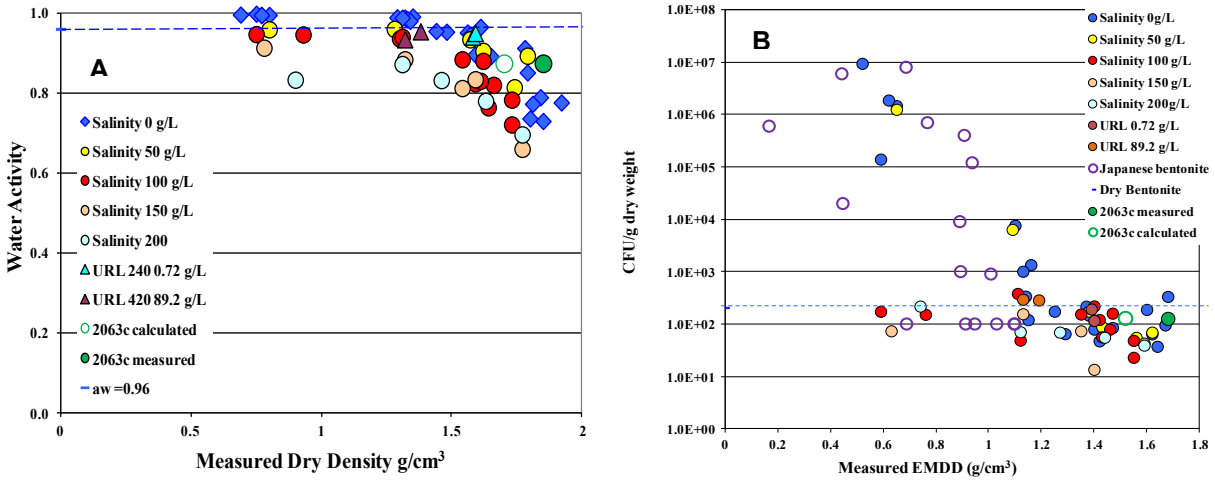 1.0
0.8
0.6
0.4
0.2
0.0
Water Activity
A
Salinity 0 g/L
Salinity 50 g/L
Salinity 100 g/L
Salinity 150 g/L
Salinity 200
URL 240 0.72 g/L
URL 420 89.2 g/L
2063c calculated
2063c measured
aw =0.96
0 0.5 1 1.5 2
Measured Dry Density g/cm³
1.0E+08
1.0E+07
1.0E+06
1.0E+05
1.0E+04
1.0E+03
1.0E+02
1.0E+01
1.0E+00
CFU/g dry weight
B
Salinity 0g/L
Salinity 50 g/L
Salinity 100 g/L
Salinity 150 g/L
Salinity 200g/L
URL 0.72 g/L
URL 89.2 g/L
Japanese bentonite
Dry Bentonite
2063c measured
2063c calculated
0 0.2 0.4 0.6 0.8 1 1.2 1.4 1.6 1.8
Measured EMDD (g/cm³)